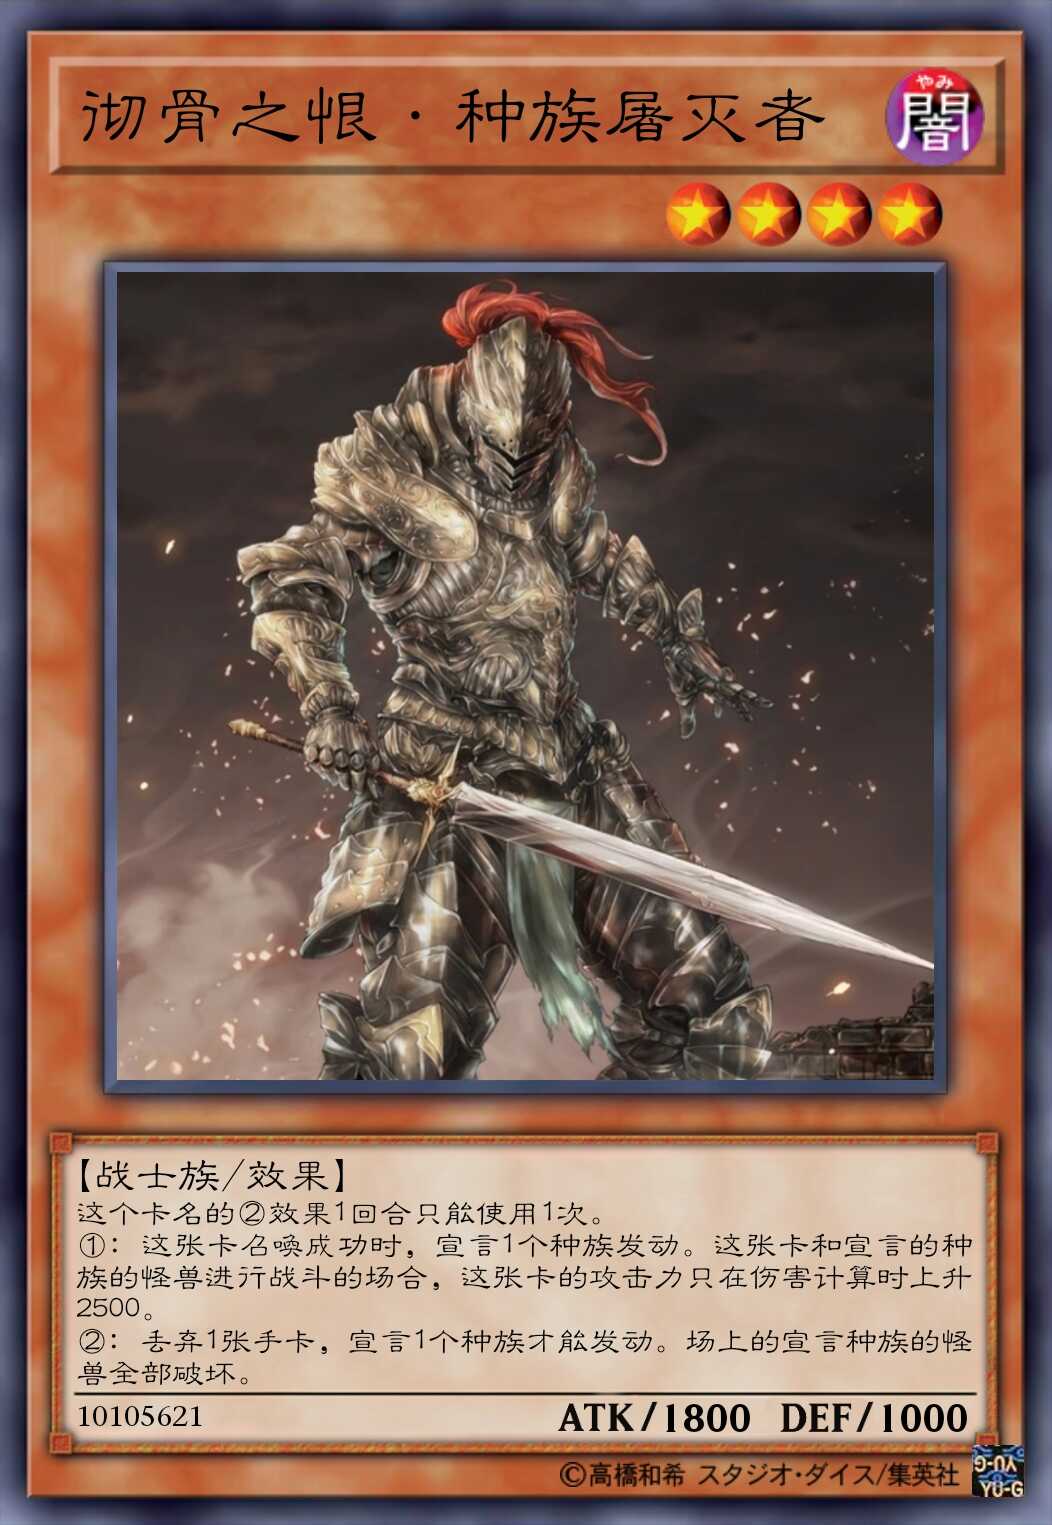 彻骨之恨·种族屠灭者
やみ
闇
【战士族/效果】
这个卡名的②效果1回合只能使用1次。
①：这张卡召唤成功时，宣言1个种族发动。这张卡和宣言的种
族的怪兽进行战斗的场合，这张卡的攻击力只在伤害计算时上升
2500。
②：丢弃1张手卡，宣言1个种族才能发动。场上的宣言种族的怪
兽全部破坏。
10105621 ATK/1800 DEF/1000
©高橋和希 スタジオ·ダイス/集英社
YU-G
YU-G